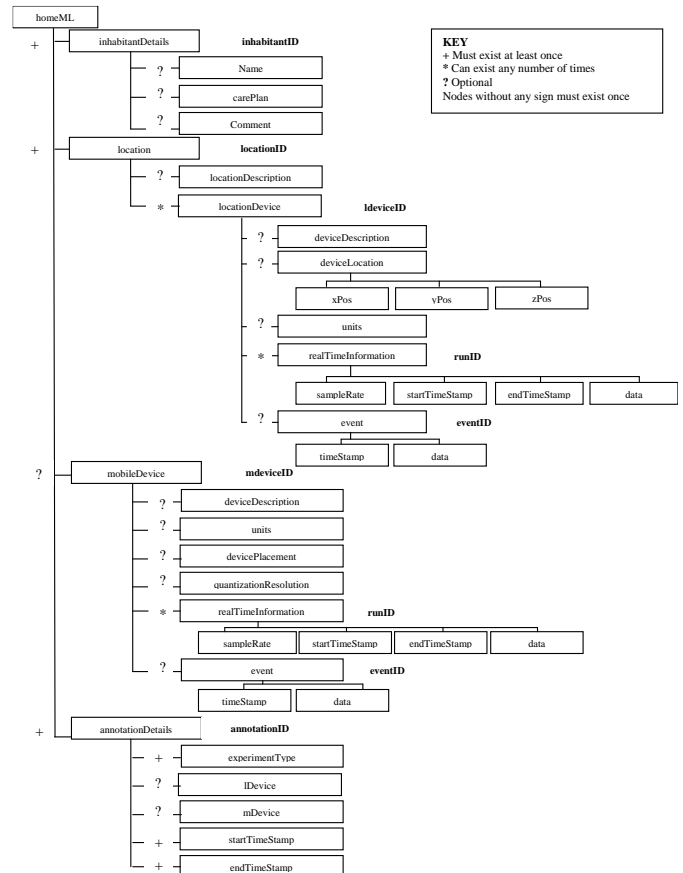 homeML
+ inhabitantDetails inhabitantID
? Name
? carePlan
? Comment
KEY
+ Must exist at least once
* Can exist any number of times
? Optional
Nodes without any sign must exist once
+ location locationID
? locationDescription
* locationDevice ldeviceID
? deviceDescription
? deviceLocation
xPos yPos zPos
? units
* realTimeInformation runID
sampleRate startTimeStamp endTimeStamp data
? event eventID
timeStamp data
? mobileDevice mdeviceID
? deviceDescription
? units
? devicePlacement
? quantizationResolution
* realTimeInformation runID
sampleRate startTimeStamp endTimeStamp data
? event eventID
timeStamp data
+ annotationDetails annotationID
+ experimentType
? lDevice
? mDevice
+ startTimeStamp
+ endTimeStamp